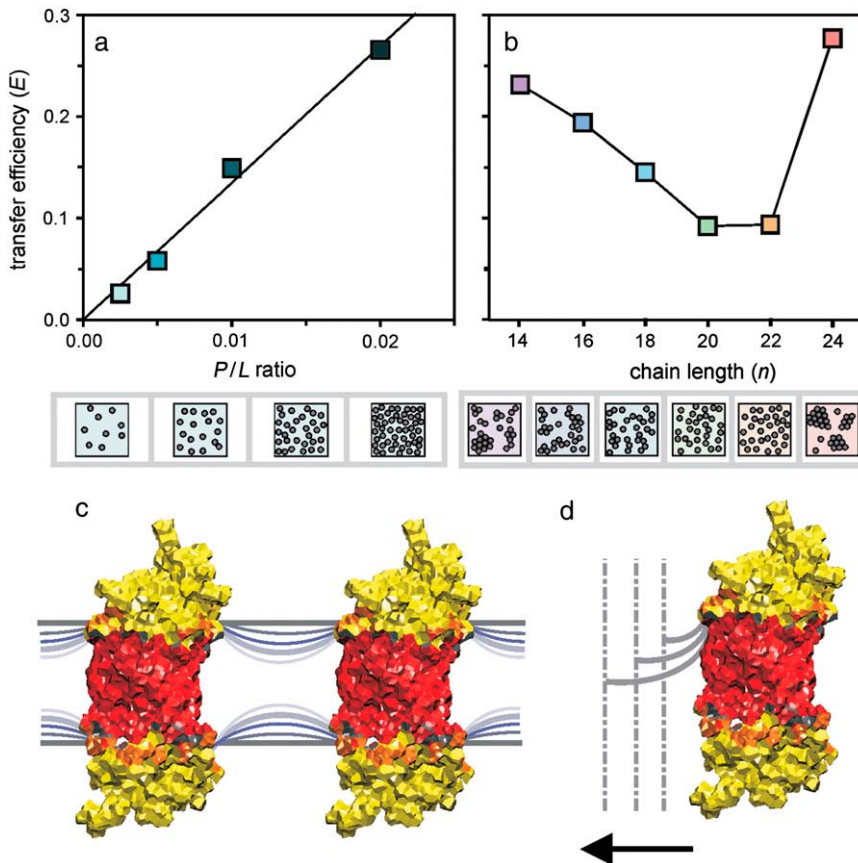 a
b
transfer efficiency (E)
0.3
0.2
0.1
0.0
0.00
0.01
0.02
P/L ratio
14
16
18
20
22
24
chain length (n)
c
d